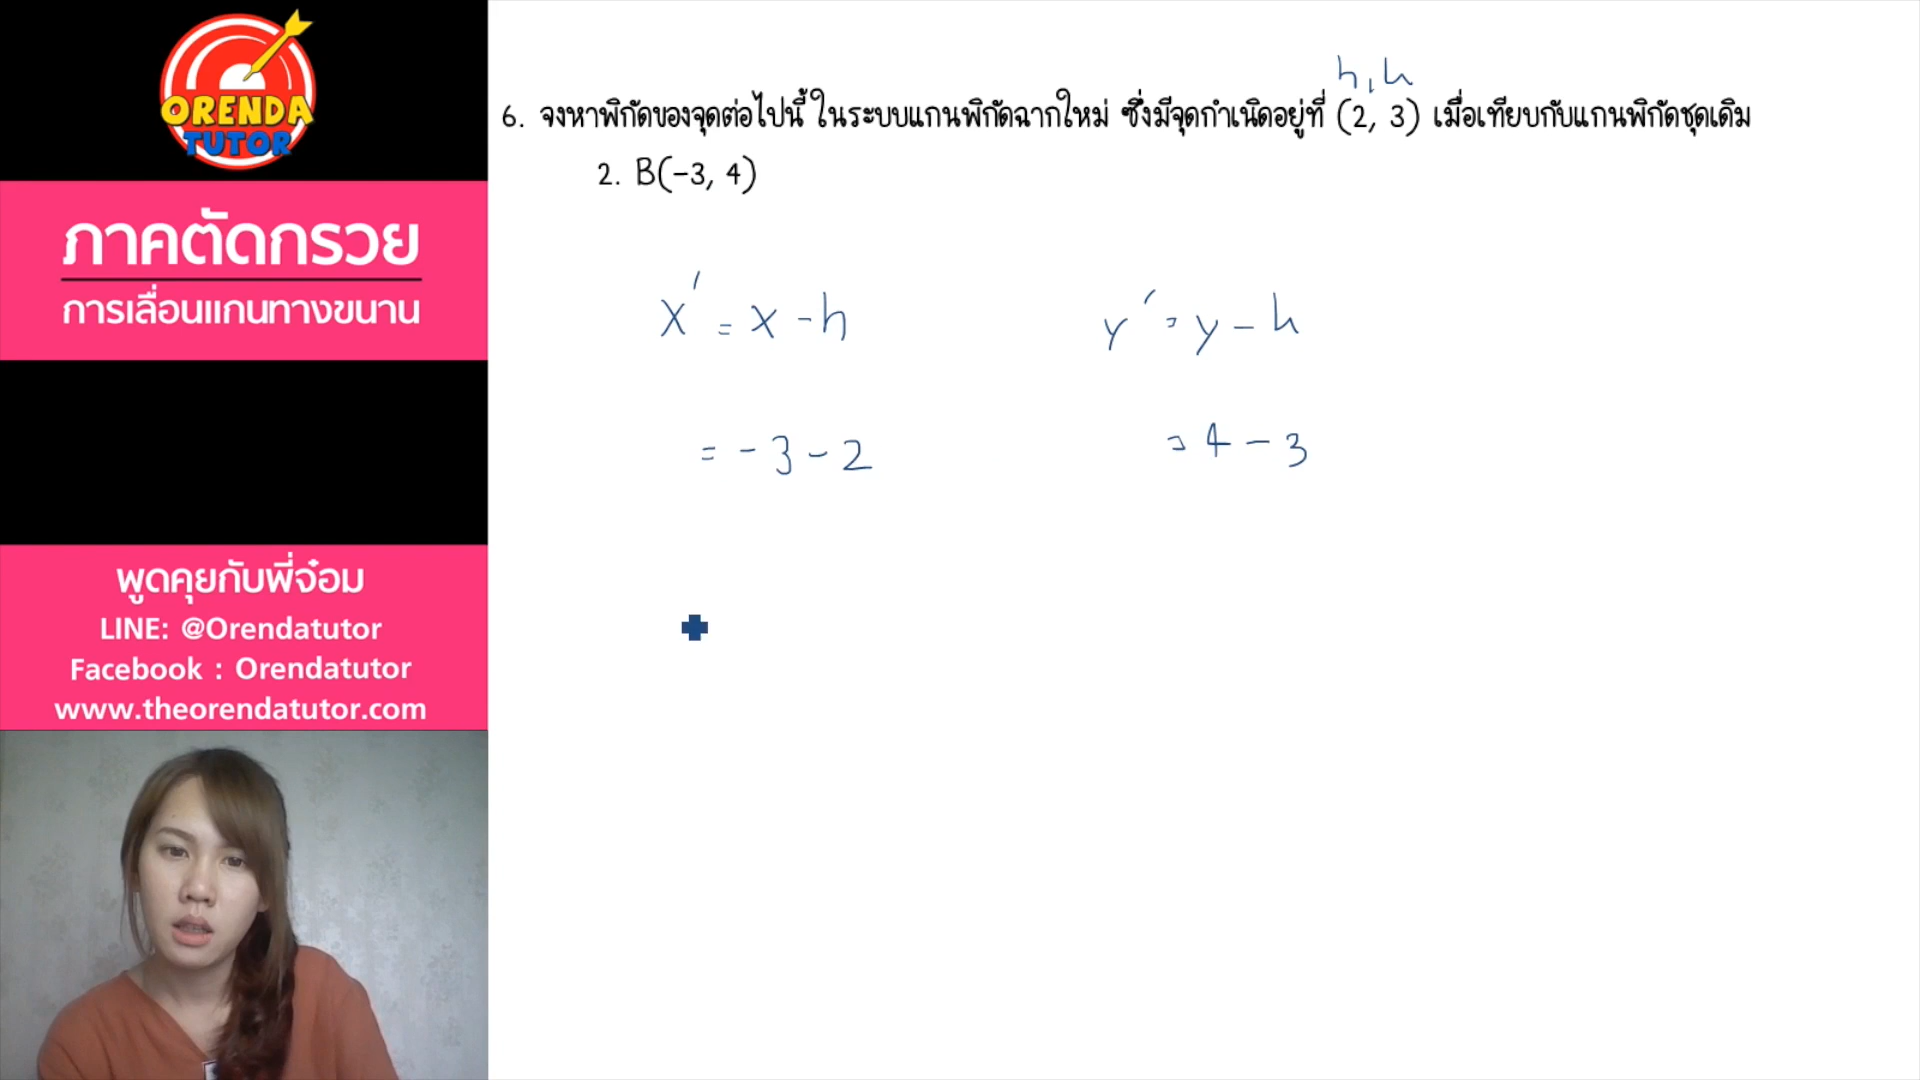 ORENDA
TUTOR
ภาคตัดกรวย
การเลื่อนแกนทางขนาน
พูดคุยกับพี่จ๋อม
LINE: @Orendatutor
Facebook : Orendatutor
www.theorendatutor.com
h, k
6. จงหาพิกัดของจุดต่อไปนี้ ในระบบแกนพิกัดฉากใหม่ ซึ่งมีจุดกำเนิดอยู่ที่ (2, 3) เมื่อเทียบกับแกนพิกัดชุดเดิม
2. B(-3, 4)
x' = x - h
y' = y - k
= -3 - 2
= 4 - 3